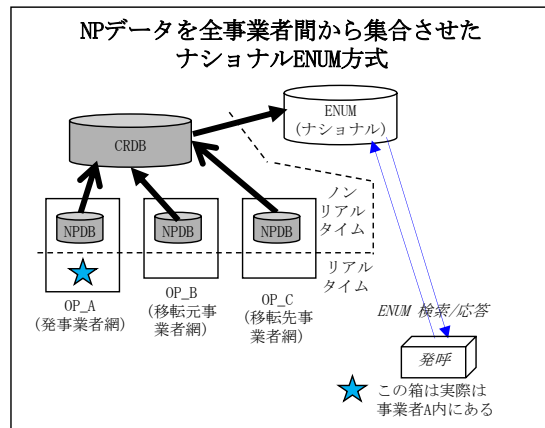 NPデータを全事業者間から集合させた
ナショナルENUM方式
ENUM
(ナショナル)
CRDB
NPDB
NPDB
NPDB
ノン
リアル
タイム
リアル
タイム
OP_A
(発事業者網)
OP_B
(移転元事
業者網)
OP_C
(移転先事
業者網)
ENUM 検索/応答
発呼
この箱は実際は
事業者A内にある